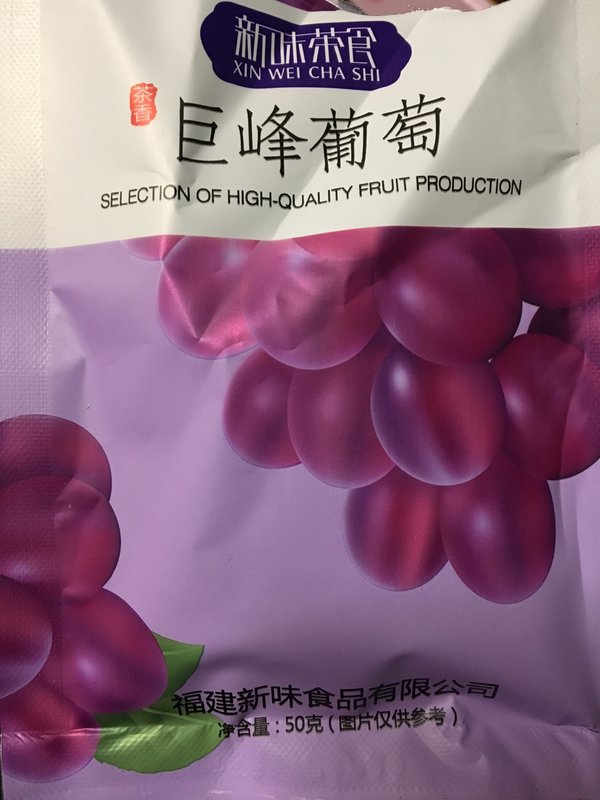 新味茶食
XIN WEI CHA SHI
茶香
巨峰葡萄
SELECTION OF HIGH-QUALITY FRUIT PRODUCTION
福建新味食品有限公司
净含量：50克（图片仅供参考）